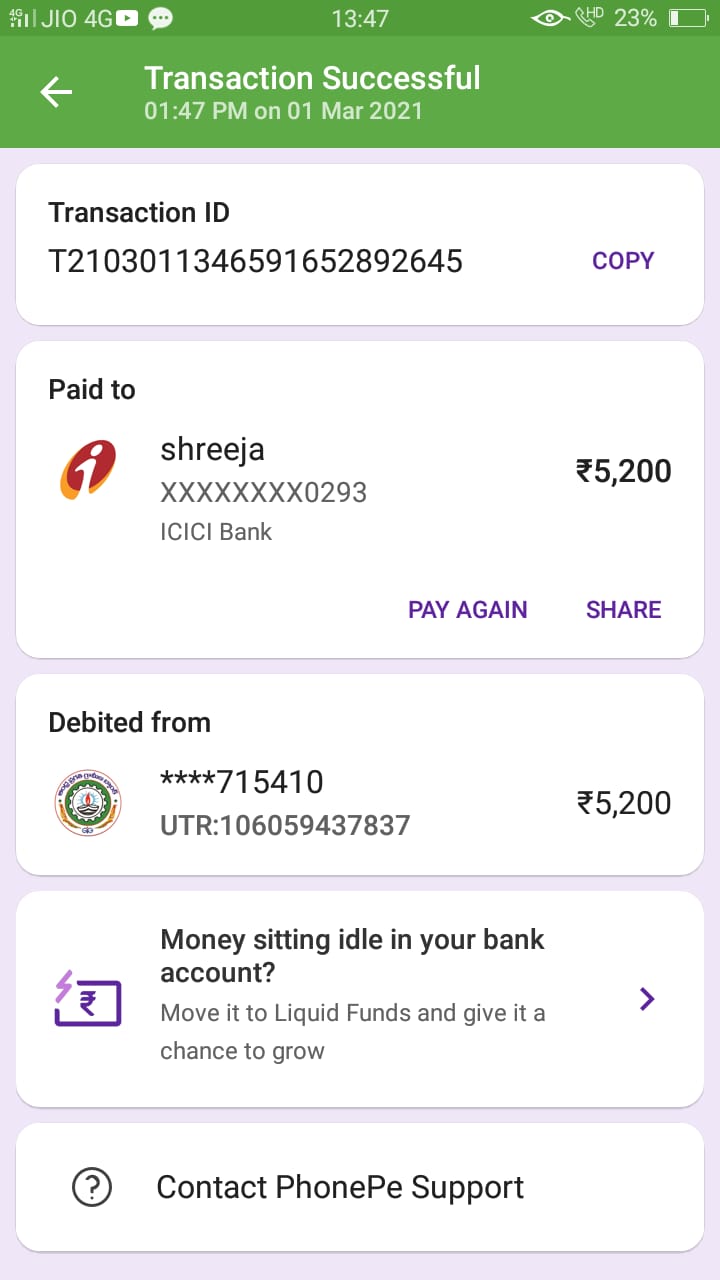 4G JIO 4G 13:47 HD 23%
Transaction Successful
01:47 PM on 01 Mar 2021
Transaction ID
T2103011346591652892645 COPY
Paid to
shreeja
XXXXXXXX0293
ICICI Bank
₹5,200
PAY AGAIN SHARE
Debited from
****715410
UTR:106059437837
₹5,200
Money sitting idle in your bank
account?
Move it to Liquid Funds and give it a
chance to grow
Contact PhonePe Support